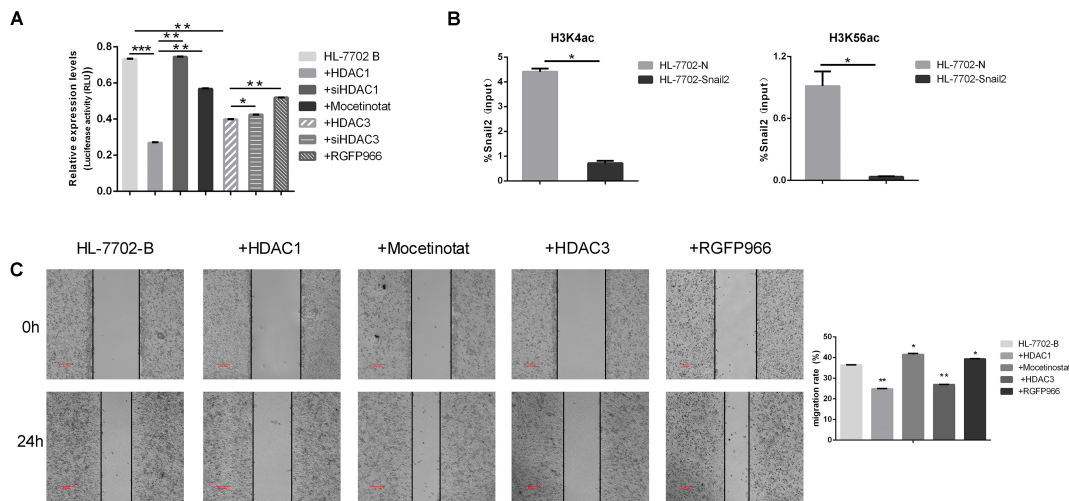 A
Relative expression levels
(Luciferase activity (RLU))
0.8
0.6
0.4
0.2
0.0
***
**
**
**
*
**
HL-7702 B
+HDAC1
+siHDAC1
+Mocetinotat
+HDAC3
+siHDAC3
+RGFP966
B
H3K4ac
%Snail2 (input)
5
4
3
2
1
0
*
HL-7702-N
HL-7702-Snail2
H3K56ac
%Snail2 (input)
1.2
0.6
0.0
*
HL-7702-N
HL-7702-Snail2
C
HL-7702-B
+HDAC1
+Mocetinotat
+HDAC3
+RGFP966
0h
24h
migration rate (%)
50
40
30
20
10
0
**
*
**
*
HL-7702-B
+HDAC1
+Mocetinostat
+HDAC3
+RGFP966